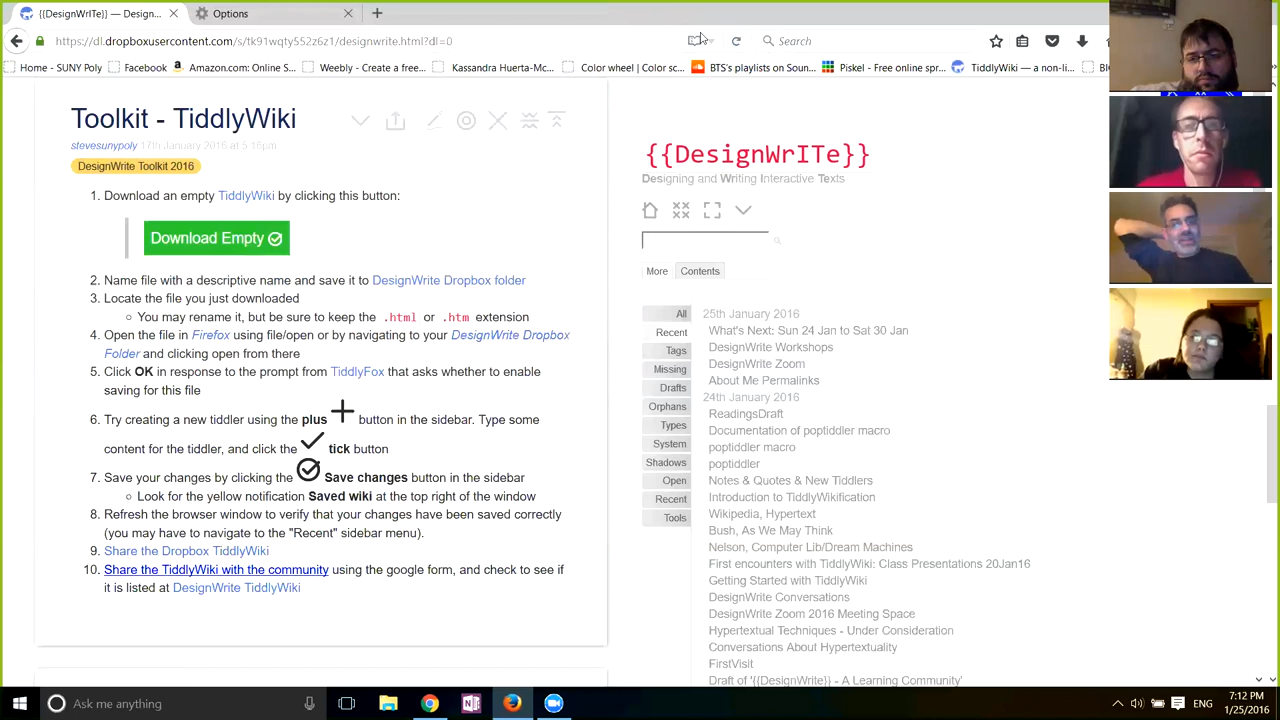 {{DesignWrITe}} — Design...
Options
https://dl.dropboxusercontent.com/s/tk91wqty552z6z1/designwrite.html?dl=0
Search
Home - SUNY Poly
Facebook
Amazon.com: Online S...
Weebly - Create a free...
Kassandra Huerta-Mc...
Color wheel | Color sc...
BTS's playlists on Soun...
Piskel - Free online spr...
TiddlyWiki — a non-li...
Toolkit - TiddlyWiki
stevesunypoly 17th January 2016 at 5:16pm
DesignWrite Toolkit 2016
1. Download an empty TiddlyWiki by clicking this button:
Download Empty
2. Name file with a descriptive name and save it to DesignWrite Dropbox folder
3. Locate the file you just downloaded
You may rename it, but be sure to keep the .html or .htm extension
4. Open the file in Firefox using file/open or by navigating to your DesignWrite Dropbox
Folder and clicking open from there
5. Click OK in response to the prompt from TiddlyFox that asks whether to enable
saving for this file
6. Try creating a new tiddler using the plus button in the sidebar. Type some
content for the tiddler, and click the tick button
7. Save your changes by clicking the Save changes button in the sidebar
Look for the yellow notification Saved wiki at the top right of the window
8. Refresh the browser window to verify that your changes have been saved correctly
(you may have to navigate to the "Recent" sidebar menu).
9. Share the Dropbox TiddlyWiki
10. Share the TiddlyWiki with the community using the google form, and check to see if
it is listed at DesignWrite TiddlyWiki
{{DesignWrITe}}
Designing and Writing Interactive Texts
More
Contents
All
Recent
Tags
Missing
Drafts
Orphans
Types
System
Shadows
Open
Recent
Tools
25th January 2016
What's Next: Sun 24 Jan to Sat 30 Jan
DesignWrite Workshops
DesignWrite Zoom
About Me Permalinks
24th January 2016
ReadingsDraft
Documentation of poptiddler macro
poptiddler macro
poptiddler
Notes & Quotes & New Tiddlers
Introduction to TiddlyWikification
Wikipedia, Hypertext
Bush, As We May Think
Nelson, Computer Lib/Dream Machines
First encounters with TiddlyWiki: Class Presentations 20Jan16
Getting Started with TiddlyWiki
DesignWrite Conversations
DesignWrite Zoom 2016 Meeting Space
Hypertextual Techniques - Under Consideration
Conversations About Hypertextuality
FirstVisit
Draft of '{{DesignWrite}} - A Learning Community'
Ask me anything
ENG
7:12 PM
1/25/2016